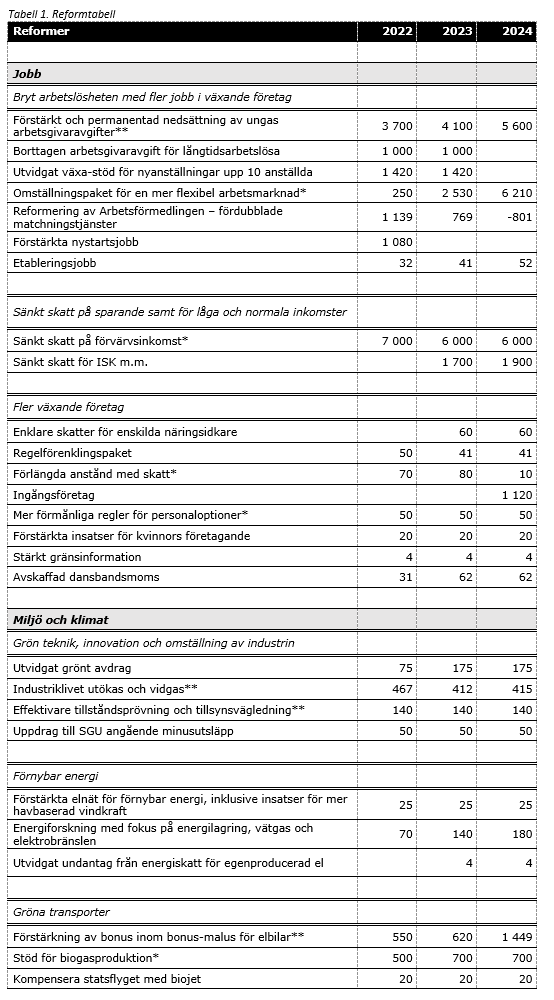 Tabell 1. Reformtabell
Reformer 2022 2023 2024
Jobb
Bryt arbetslösheten med fler jobb i växande företag
Förstärkt och permanentad nedsättning av ungas
arbetsgivaravgifter** 3 700 4 100 5 600
Borttagen arbetsgivaravgift för långtidsarbetslösa 1 000 1 000
Utvidgat växa-stöd för nyanställningar upp 10 anställda 1 420 1 420
Omställningspaket för en mer flexibel arbetsmarknad* 250 2 530 6 210
Reformering av Arbetsförmedlingen – fördubblade
matchningstjänster 1 139 769 -801
Förstärkta nystartsjobb 1 080
Etableringsjobb 32 41 52
Sänkt skatt på sparande samt för låga och normala inkomster
Sänkt skatt på förvärvsinkomst* 7 000 6 000 6 000
Sänkt skatt för ISK m.m. 1 700 1 900
Fler växande företag
Enklare skatter för enskilda näringsidkare 60 60
Regelförenklingspaket 50 41 41
Förlängda anstånd med skatt* 70 80 10
Ingångsföretag 1 120
Mer förmånliga regler för personaloptioner* 50 50 50
Förstärkta insatser för kvinnors företagande 20 20 20
Stärkt gränsinformation 4 4 4
Avskaffad dansbandsmoms 31 62 62
Miljö och klimat
Grön teknik, innovation och omställning av industrin
Utvidgat grönt avdrag 75 175 175
Industriklivet utökas och vidgas** 467 412 415
Effektivare tillståndsprövning och tillsynsvägledning** 140 140 140
Uppdrag till SGU angående minusutsläpp 50 50 50
Förnybar energi
Förstärkta elnät för förnybar energi, inklusive insatser för mer
havbaserad vindkraft 25 25 25
Energiforskning med fokus på energilagring, vätgas och
elektrobränslen 70 140 180
Utvidgat undantag från energiskatt för egenproducerad el 4 4
Gröna transporter
Förstärkning av bonus inom bonus-malus för elbilar** 550 620 1 449
Stöd för biogasproduktion* 500 700 700
Kompensera statsflyget med biojet 20 20 20